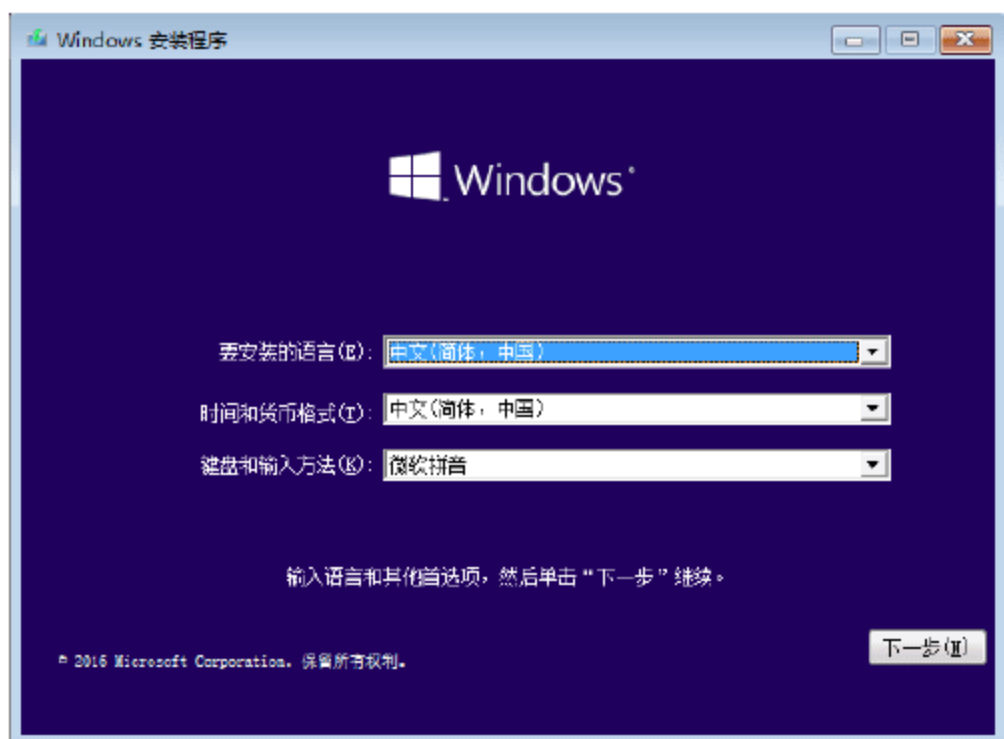 Windows 安装程序
Windows
要安装的语言(E): 中文(简体，中国)
时间和货币格式(T): 中文(简体，中国)
键盘和输入方法(K): 微软拼音
输入语言和其他首选项，然后单击“下一步”继续。
© 2016 Microsoft Corporation。保留所有权利。
下一步(N)